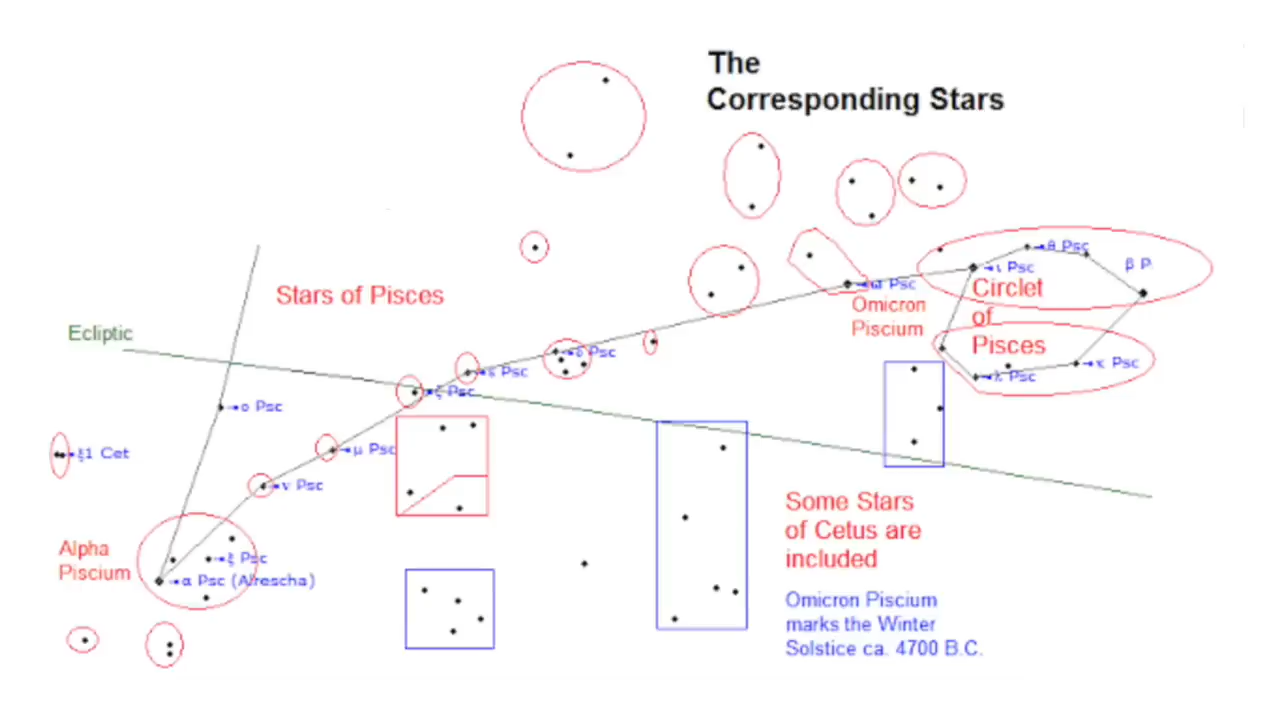 The
Corresponding Stars
θ Psc
β P
ι Psc
Stars of Pisces
ω Psc
Circlet
of
Pisces
Omicron
Piscium
Ecliptic
δ Psc
ε Psc
κ Psc
λ Psc
ζ Psc
o Psc
μ Psc
ξ1 Cet
ν Psc
Some Stars
of Cetus are
included
Alpha
Piscium
ξ Psc
α Psc (Alrescha)
Omicron Piscium
marks the Winter
Solstice ca. 4700 B.C.